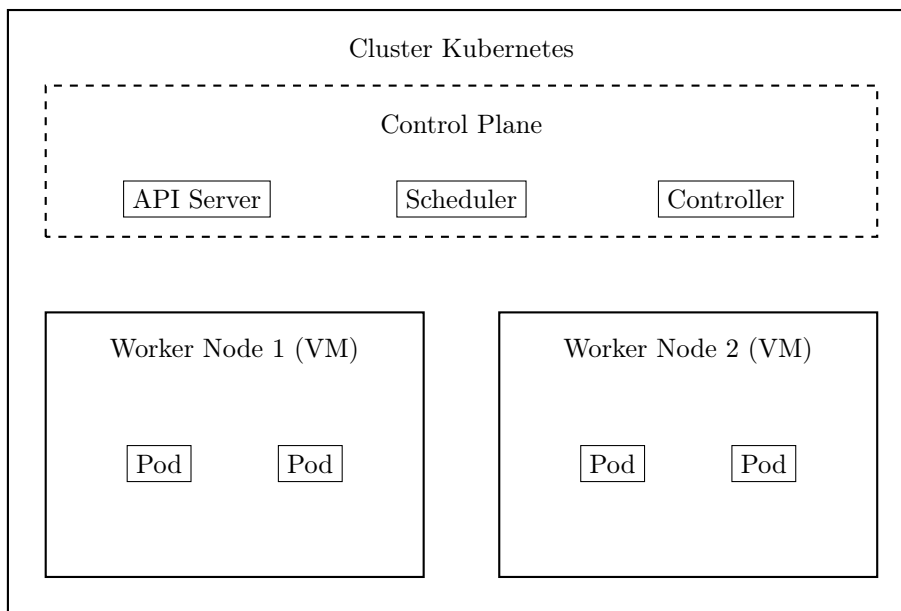 Cluster Kubernetes
Control Plane
API Server
Scheduler
Controller
Worker Node 1 (VM)
Pod
Pod
Worker Node 2 (VM)
Pod
Pod